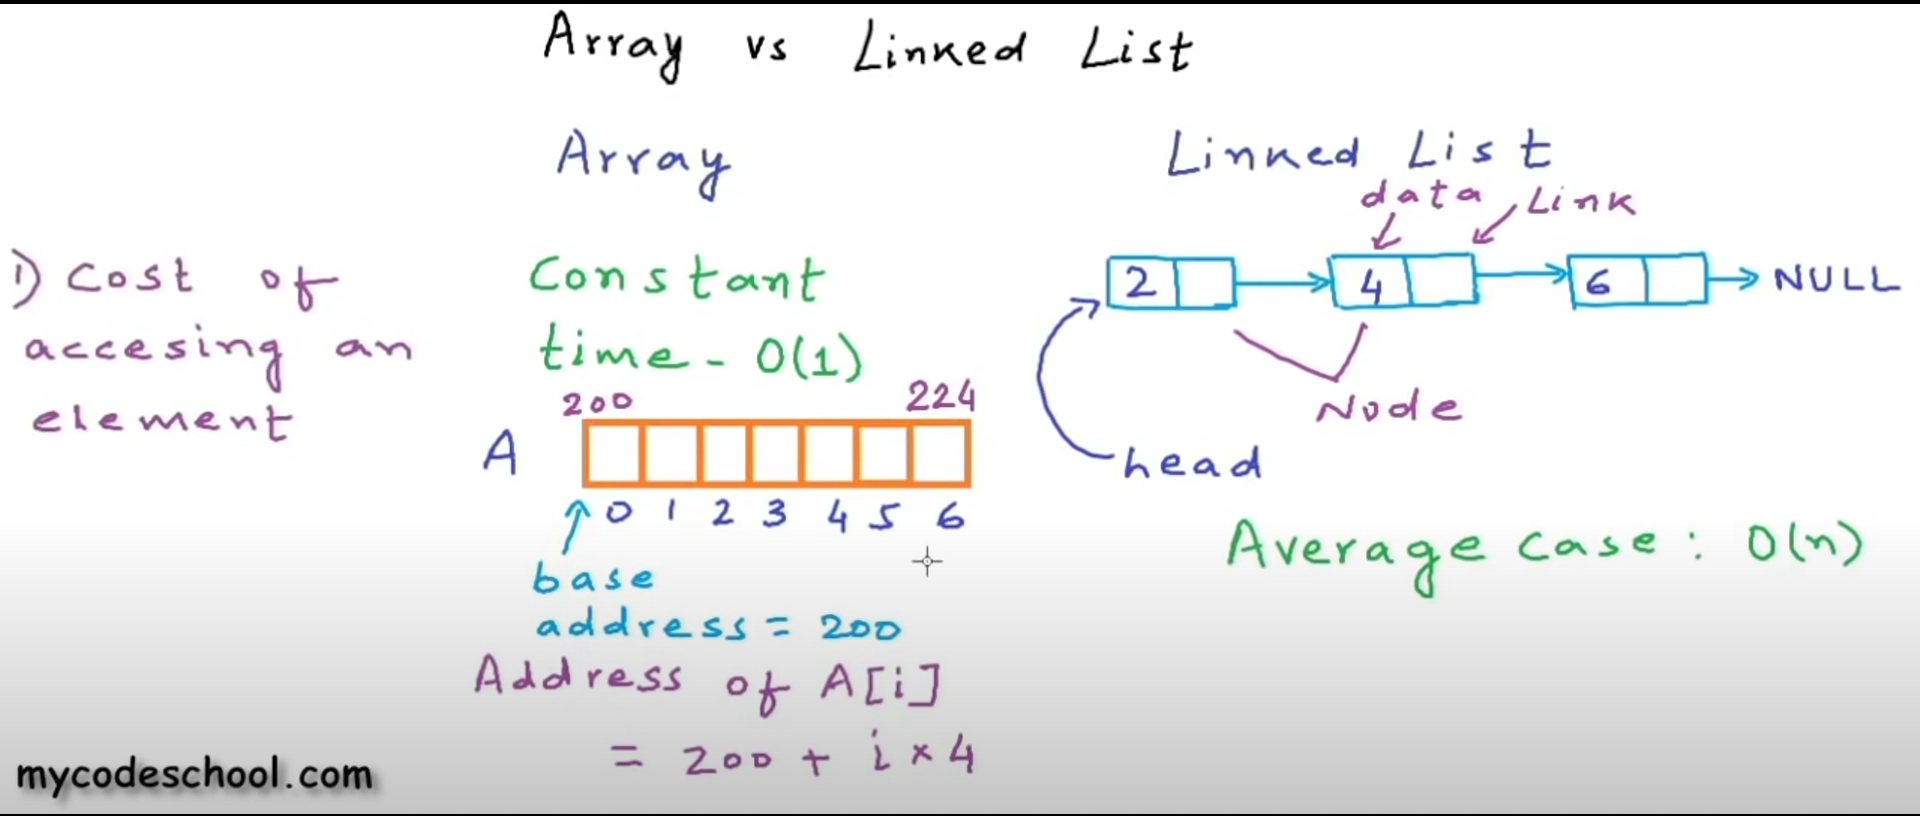 Array vs Linked List
Array
Linked List
data
Link
1) Cost of
accesing an
element
Constant
time - O(1)
200
224
A
0 1 2 3 4 5 6
base
address = 200
Address of A[i]
= 200 + i × 4
2
4
6
NULL
Node
head
Average case : O(n)
mycodeschool.com